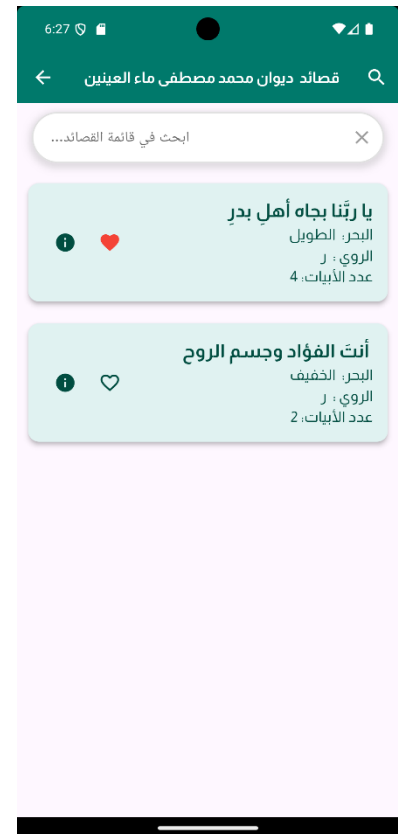 6:27
قصائد ديوان محمد مصطفى ماء العينين
ابحث في قائمة القصائد...
يا ربَّنا بجاه أهلِ بدرِ
البحر: الطويل
الروي : ر
عدد الأبيات: 4
أنتَ الفؤاد وجسم الروح
البحر: الخفيف
الروي : ر
عدد الأبيات: 2